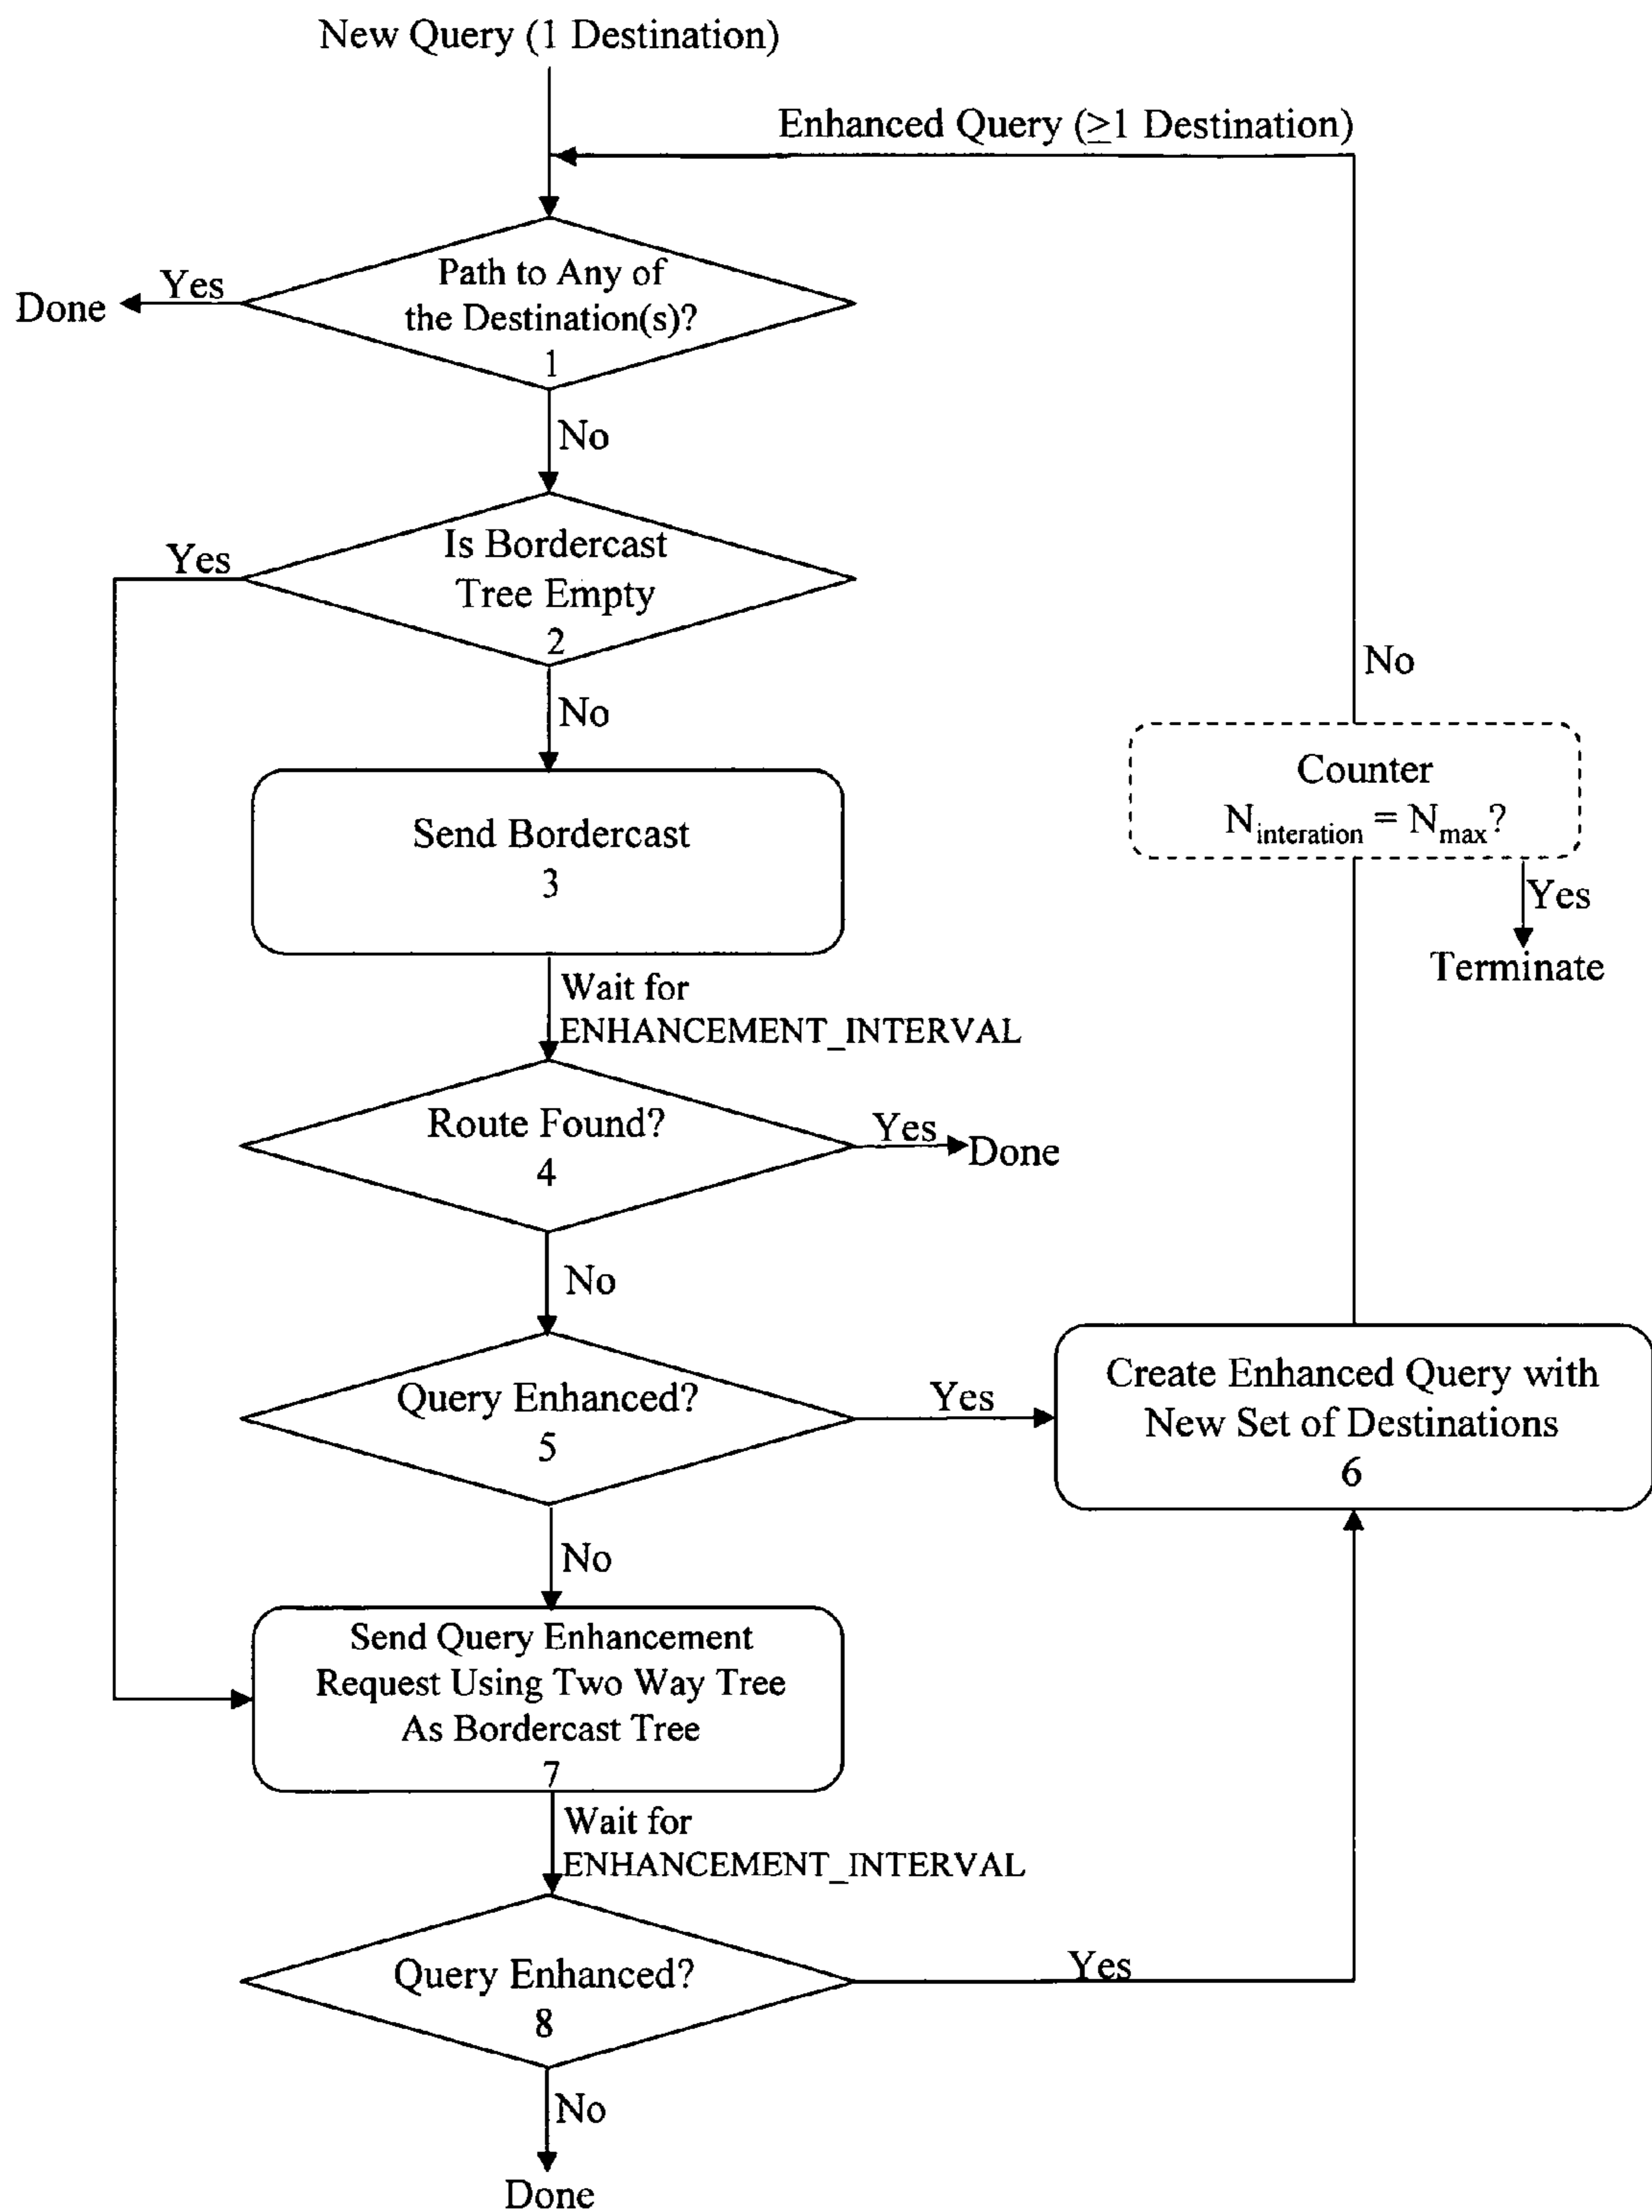 New Query (1 Destination)
Enhanced Query (≥1 Destination)
Path to Any of
the Destination(s)?
1
Yes
Done
No
Is Bordercast
Tree Empty
2
Yes
No
No
Counter
Ninteration = Nmax?
Yes
Terminate
Send Bordercast
3
Wait for
ENHANCEMENT_INTERVAL
Route Found?
4
Yes
Done
No
Query Enhanced?
5
Yes
Create Enhanced Query with
New Set of Destinations
6
No
Send Query Enhancement
Request Using Two Way Tree
As Bordercast Tree
7
Wait for
ENHANCEMENT_INTERVAL
Query Enhanced?
8
Yes
No
Done